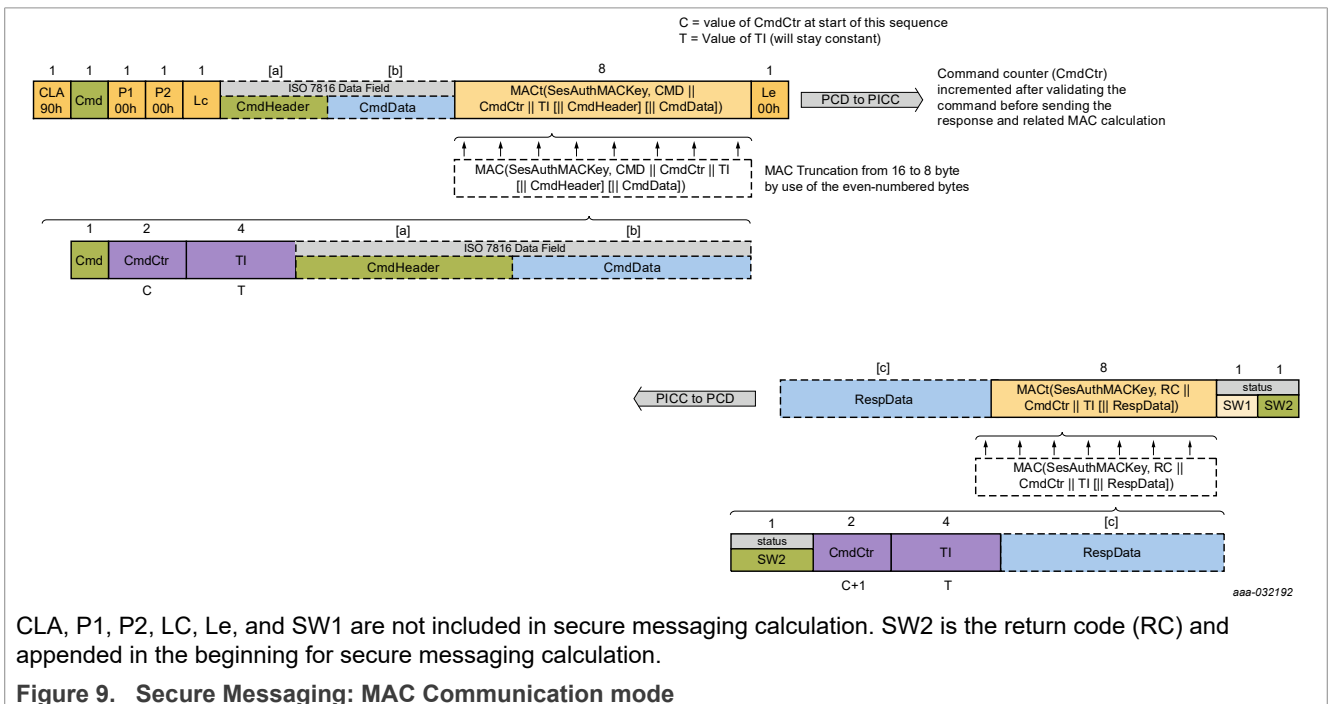 C = value of CmdCtr at start of this sequence
T = Value of TI (will stay constant)
1 1 1 1 1 [a] [b] 8 1
CLA 90h
Cmd
P1 00h
P2 00h
Lc
ISO 7816 Data Field
CmdHeader
CmdData
MACt(SesAuthMACKey, CMD ||
CmdCtr || TI [|| CmdHeader] [|| CmdData])
Le 00h
PCD to PICC
Command counter (CmdCtr)
incremented after validating the
command before sending the
response and related MAC calculation
MAC(SesAuthMACKey, CMD || CmdCtr || TI
[|| CmdHeader] [|| CmdData])
MAC Truncation from 16 to 8 byte
by use of the even-numbered bytes
1 2 4 [a] [b]
Cmd
CmdCtr
TI
ISO 7816 Data Field
CmdHeader
CmdData
C T
[c] 8 1 1
PICC to PCD
RespData
MACt(SesAuthMACKey, RC ||
CmdCtr || TI [|| RespData])
status
SW1 SW2
MAC(SesAuthMACKey, RC ||
CmdCtr || TI [|| RespData])
1 2 4 [c]
status
SW2
CmdCtr
TI
RespData
C+1 T
aaa-032192
CLA, P1, P2, LC, Le, and SW1 are not included in secure messaging calculation. SW2 is the return code (RC) and
appended in the beginning for secure messaging calculation.
Figure 9. Secure Messaging: MAC Communication mode